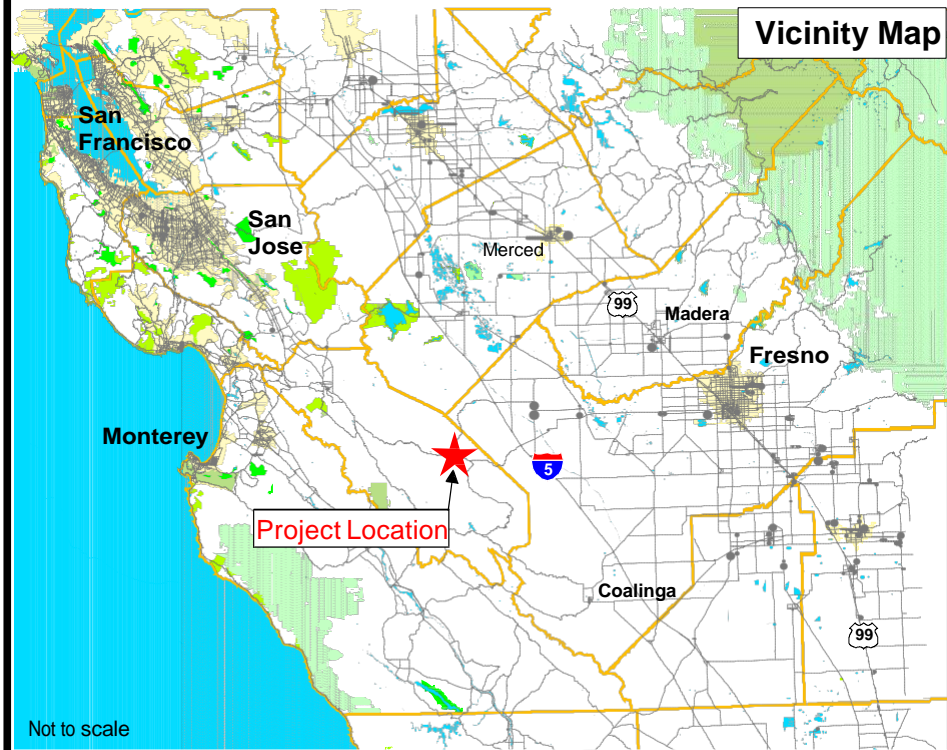 Vicinity Map
San
Francisco
San
Jose
Merced
99
Madera
Fresno
Monterey
5
Project Location
Coalinga
99
Not to scale